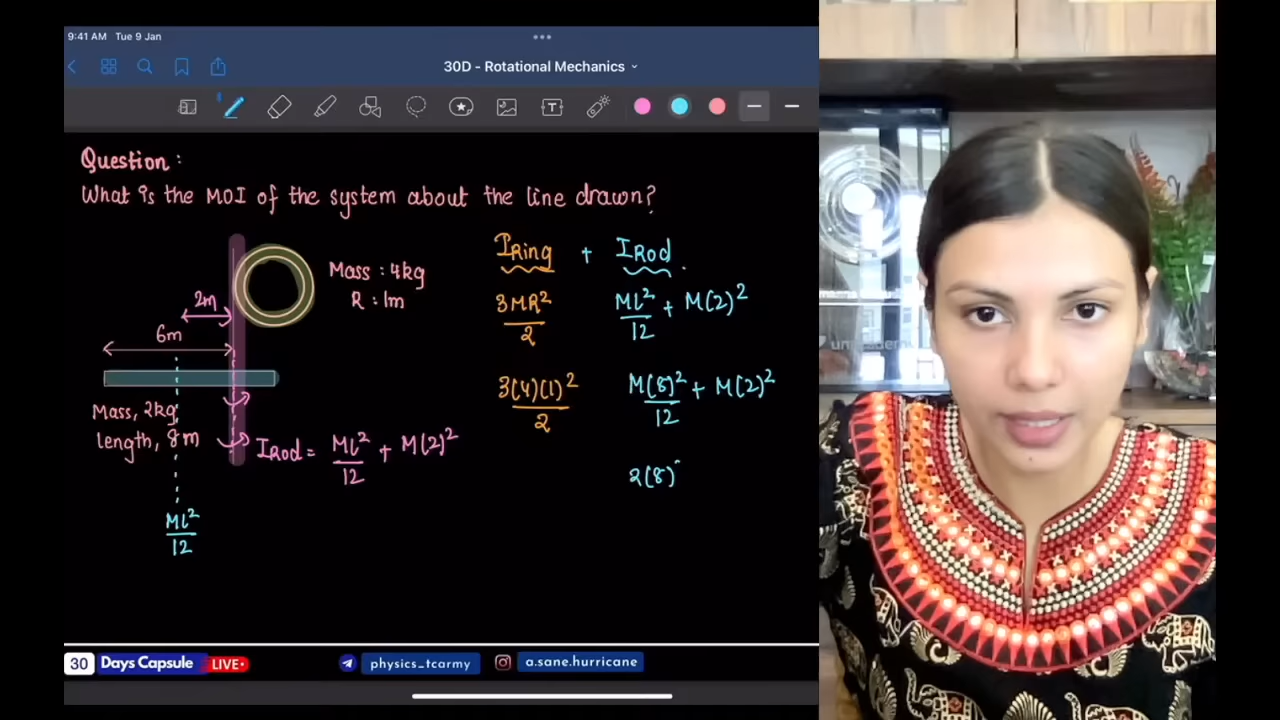 9:41 AM Tue 9 Jan
30D - Rotational Mechanics
Question:
What is the MOI of the system about the line drawn?
Mass : 4kg
R : 1m
2m
6m
Mass, 2kg
length, 8m
Ml²/12
IRod = Ml²/12 + M(2)²
IRing + IRod
3MR²/2 Ml²/12 + M(2)²
3(4)(1)²/2 M(8)²/12 + M(2)²
2(8)
30 Days Capsule LIVE
physics_tcarmy
a.sane.hurricane